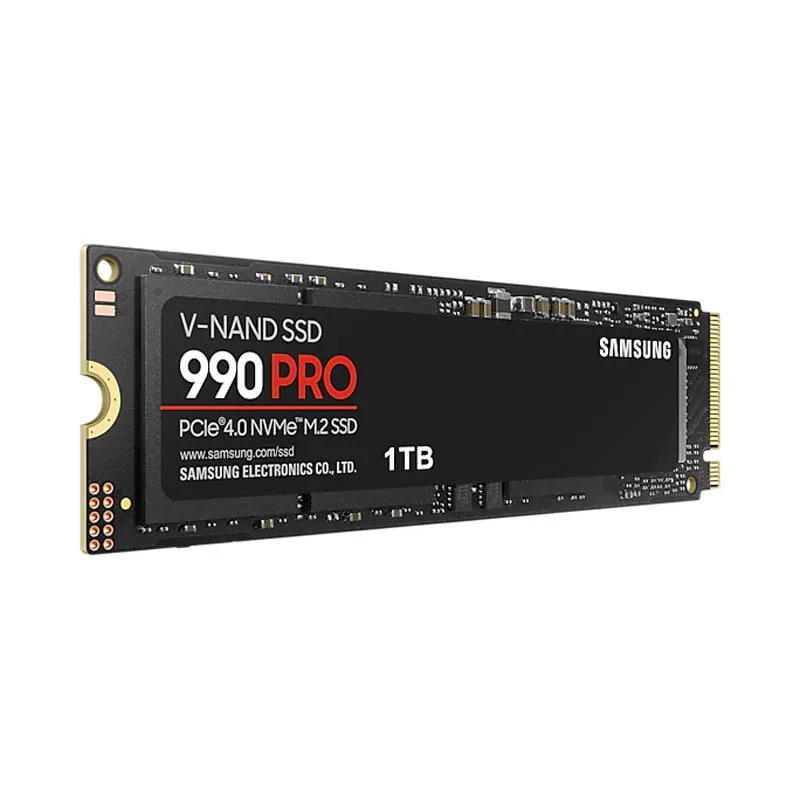 V-NAND SSD
990 PRO
PCIe®4.0 NVMe™ M.2 SSD
www.samsung.com/ssd
SAMSUNG ELECTRONICS CO., LTD.
1TB
SAMSUNG